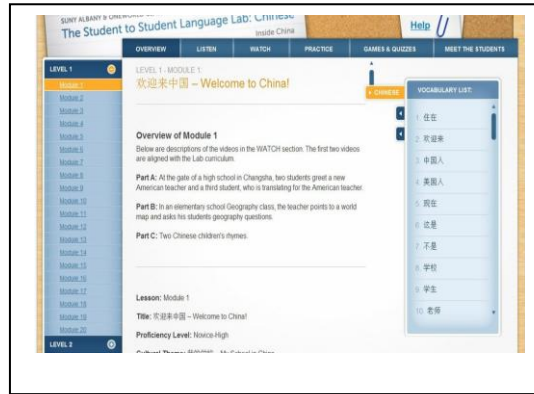 SUNY ALBANY & ONEWORLD
The Student to Student Language Lab: Chinese
Inside China
Help
OVERVIEW LISTEN WATCH PRACTICE GAMES & QUIZZES MEET THE STUDENTS
LEVEL 1
Module 1
Module 2
Module 3
Module 4
Module 5
Module 6
Module 7
Module 8
Module 9
Module 10
Module 11
Module 12
Module 13
Module 14
Module 15
Module 16
Module 17
Module 18
Module 19
Module 20
LEVEL 2
LEVEL 1 - MODULE 1:
欢迎来中国 – Welcome to China!
CHINESE
Overview of Module 1
Below are descriptions of the videos in the WATCH section. The first two videos
are aligned with the Lab curriculum.
Part A: At the gate of a high school in Changsha, two students greet a new
American teacher and a third student, who is translating for the American teacher.
Part B: In an elementary school Geography class, the teacher points to a world
map and asks his students geography questions.
Part C: Two Chinese children's rhymes.
Lesson: Module 1
Title: 欢迎来中国 – Welcome to China!
Proficiency Level: Novice-High
VOCABULARY LIST:
1 住在
2 欢迎来
3 中国人
4 美国人
5 现在
6 这是
7 不是
8 学校
9 学生
10 老师